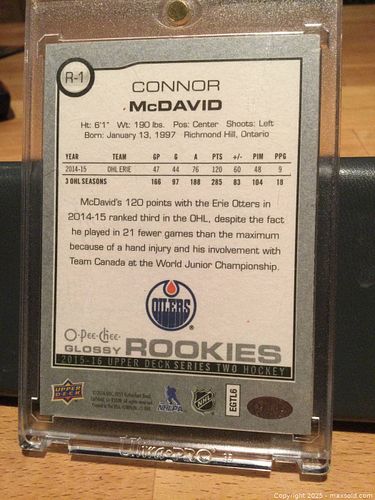 R-1
CONNOR
McDAVID
Ht: 6'1" Wt: 190 lbs. Pos: Center Shoots: Left
Born: January 13, 1997 Richmond Hill, Ontario
YEAR TEAM GP G A PTS +/- PIM PPG
2014-15 OHL ERIE 47 44 76 120 60 48 9
3 OHL SEASONS 166 97 188 285 83 104 18
McDavid's 120 points with the Erie Otters in
2014-15 ranked third in the OHL, despite the fact
he played in 21 fewer games than the maximum
because of a hand injury and his involvement with
Team Canada at the World Junior Championship.
OILERS
O-Pee-Chee
GLOSSY ROOKIES
2015-16 UPPER DECK SERIES TWO HOCKEY
UPPER DECK
NHLPA
NHL
EGTL6
Ultra PRO
Copyright 2025 - maxsold.com